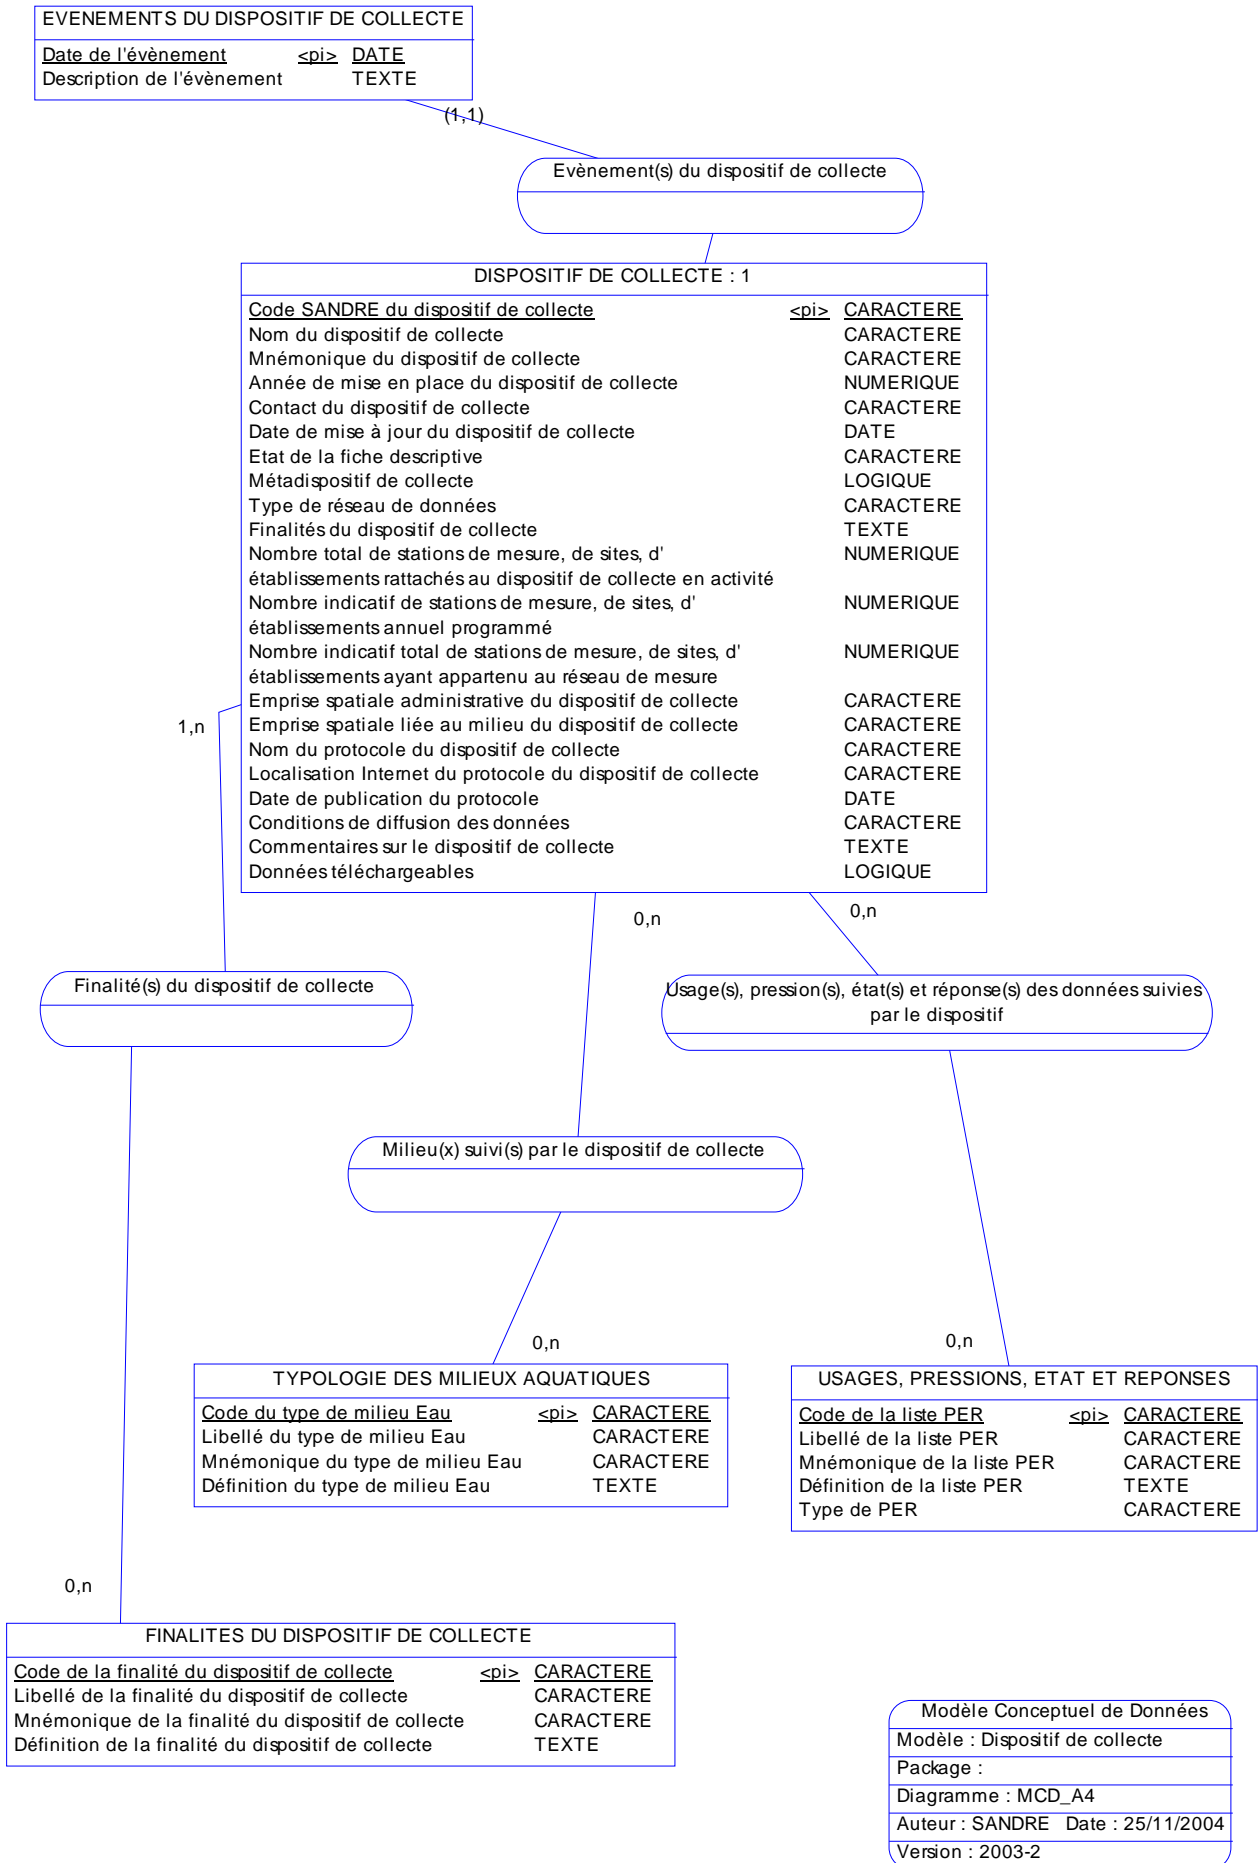 EVENEMENTS DU DISPOSITIF DE COLLECTE
Date de l'évènement <pi> DATE
Description de l'évènement TEXTE
(1,1)
Evènement(s) du dispositif de collecte
DISPOSITIF DE COLLECTE : 1
Code SANDRE du dispositif de collecte <pi> CARACTERE
Nom du dispositif de collecte CARACTERE
Mnémonique du dispositif de collecte CARACTERE
Année de mise en place du dispositif de collecte NUMERIQUE
Contact du dispositif de collecte CARACTERE
Date de mise à jour du dispositif de collecte DATE
Etat de la fiche descriptive CARACTERE
Métadispositif de collecte LOGIQUE
Type de réseau de données CARACTERE
Finalités du dispositif de collecte TEXTE
Nombre total de stations de mesure, de sites, d' NUMERIQUE
établissements rattachés au dispositif de collecte en activité
Nombre indicatif de stations de mesure, de sites, d' NUMERIQUE
établissements annuel programmé
Nombre indicatif total de stations de mesure, de sites, d' NUMERIQUE
établissements ayant appartenu au réseau de mesure
Emprise spatiale administrative du dispositif de collecte CARACTERE
Emprise spatiale liée au milieu du dispositif de collecte CARACTERE
Nom du protocole du dispositif de collecte CARACTERE
Localisation Internet du protocole du dispositif de collecte CARACTERE
Date de publication du protocole DATE
Conditions de diffusion des données CARACTERE
Commentaires sur le dispositif de collecte TEXTE
Données téléchargeables LOGIQUE
1,n
0,n
0,n
Finalité(s) du dispositif de collecte
Usage(s), pression(s), état(s) et réponse(s) des données suivies
par le dispositif
Milieu(x) suivi(s) par le dispositif de collecte
0,n
0,n
TYPOLOGIE DES MILIEUX AQUATIQUES
Code du type de milieu Eau <pi> CARACTERE
Libellé du type de milieu Eau CARACTERE
Mnémonique du type de milieu Eau CARACTERE
Définition du type de milieu Eau TEXTE
USAGES, PRESSIONS, ETAT ET REPONSES
Code de la liste PER <pi> CARACTERE
Libellé de la liste PER CARACTERE
Mnémonique de la liste PER CARACTERE
Définition de la liste PER TEXTE
Type de PER CARACTERE
0,n
FINALITES DU DISPOSITIF DE COLLECTE
Code de la finalité du dispositif de collecte <pi> CARACTERE
Libellé de la finalité du dispositif de collecte CARACTERE
Mnémonique de la finalité du dispositif de collecte CARACTERE
Définition de la finalité du dispositif de collecte TEXTE
Modèle Conceptuel de Données
Modèle : Dispositif de collecte
Package :
Diagramme : MCD_A4
Auteur : SANDRE Date : 25/11/2004
Version : 2003-2